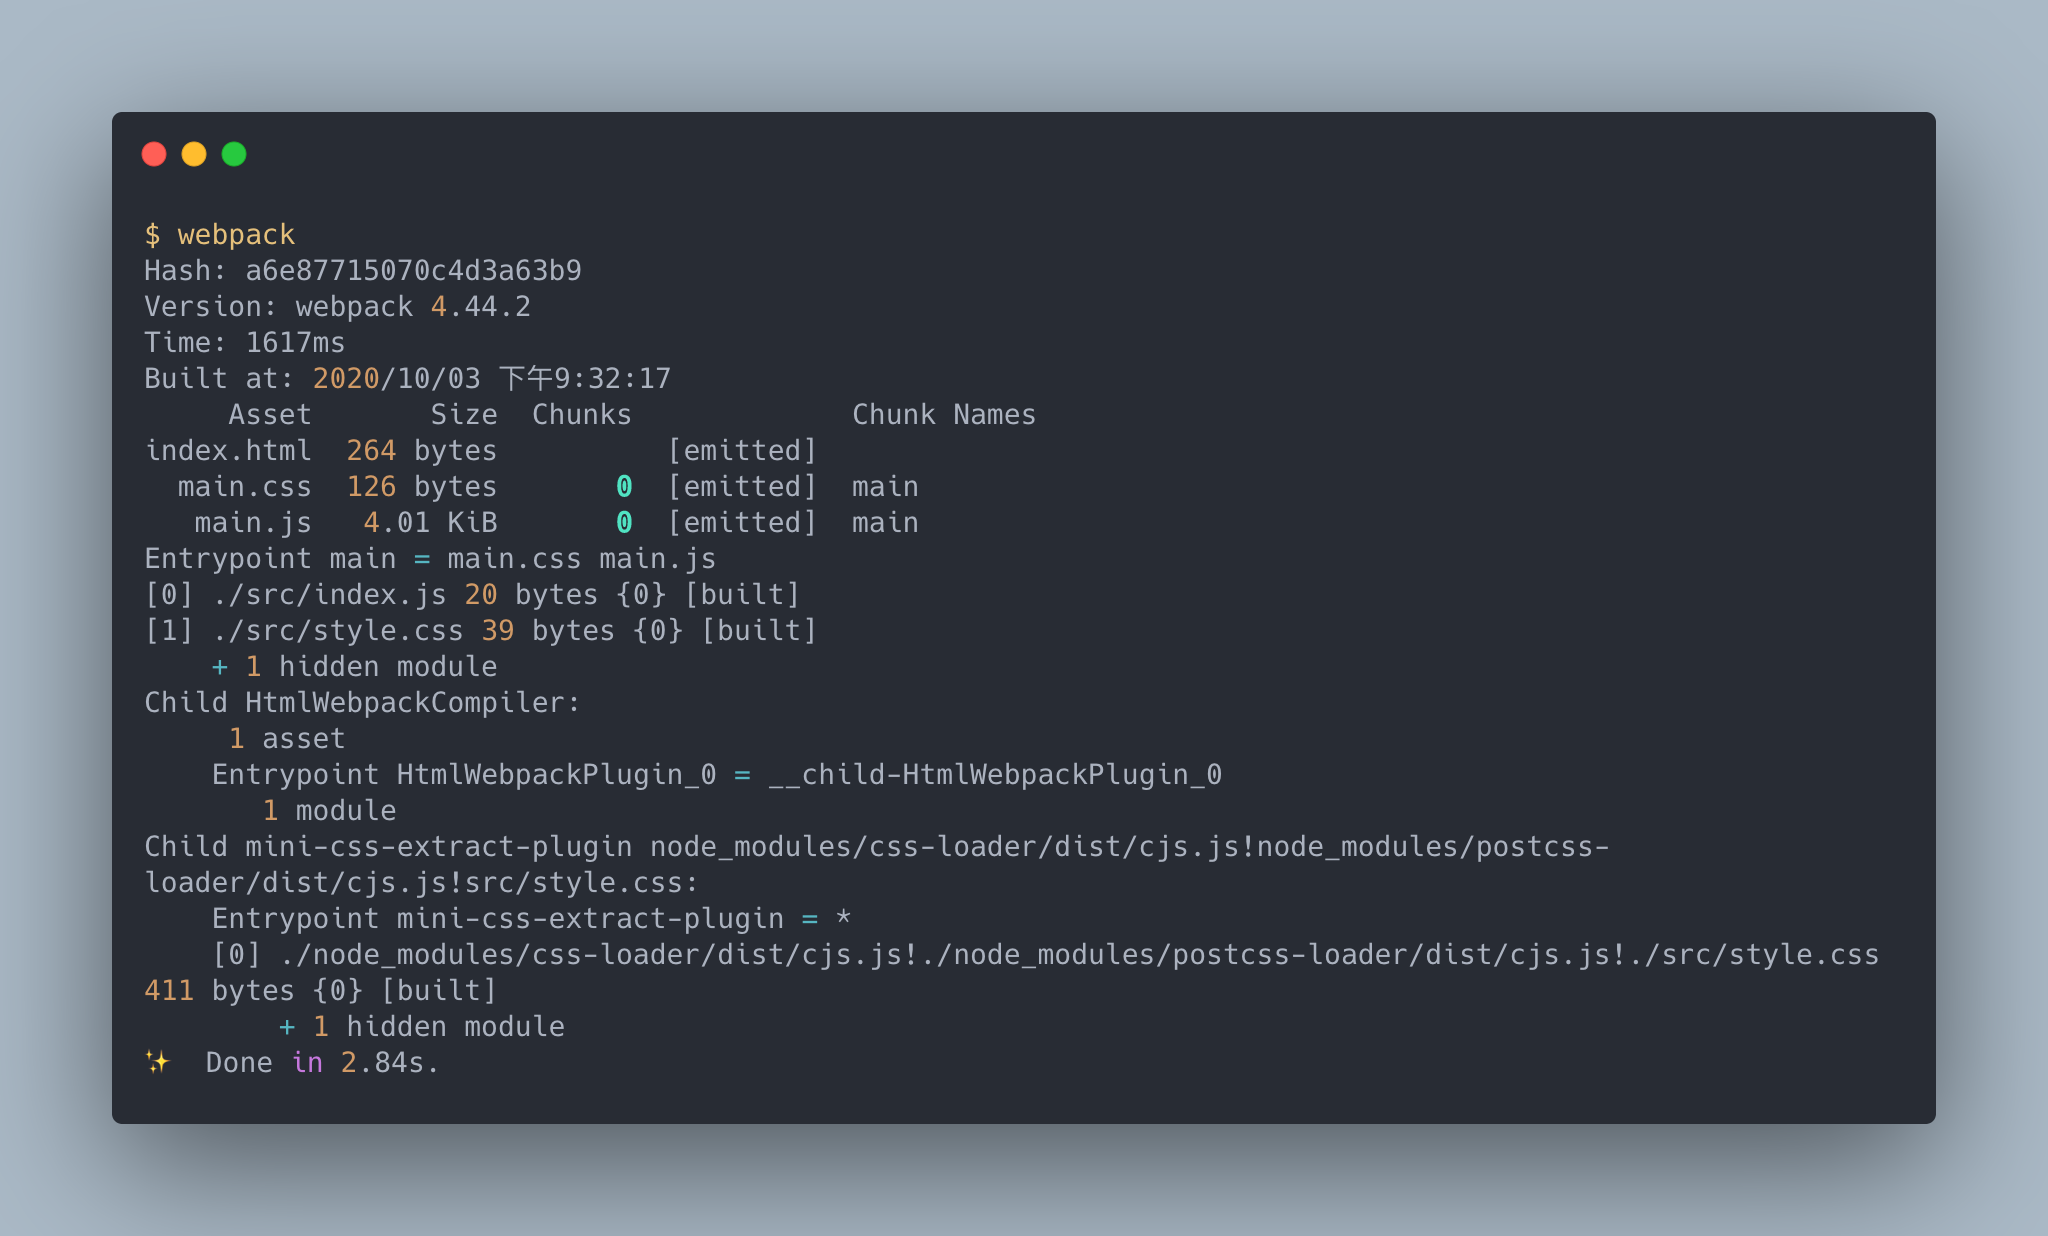 $ webpack
Hash: a6e87715070c4d3a63b9
Version: webpack 4.44.2
Time: 1617ms
Built at: 2020/10/03 下午9:32:17
     Asset       Size  Chunks             Chunk Names
index.html  264 bytes          [emitted]
  main.css  126 bytes       0  [emitted]  main
   main.js   4.01 KiB       0  [emitted]  main
Entrypoint main = main.css main.js
[0] ./src/index.js 20 bytes {0} [built]
[1] ./src/style.css 39 bytes {0} [built]
    + 1 hidden module
Child HtmlWebpackCompiler:
     1 asset
    Entrypoint HtmlWebpackPlugin_0 = __child-HtmlWebpackPlugin_0
       1 module
Child mini-css-extract-plugin node_modules/css-loader/dist/cjs.js!node_modules/postcss-
loader/dist/cjs.js!src/style.css:
    Entrypoint mini-css-extract-plugin = *
    [0] ./node_modules/css-loader/dist/cjs.js!./node_modules/postcss-loader/dist/cjs.js!./src/style.css
411 bytes {0} [built]
        + 1 hidden module
✨  Done in 2.84s.